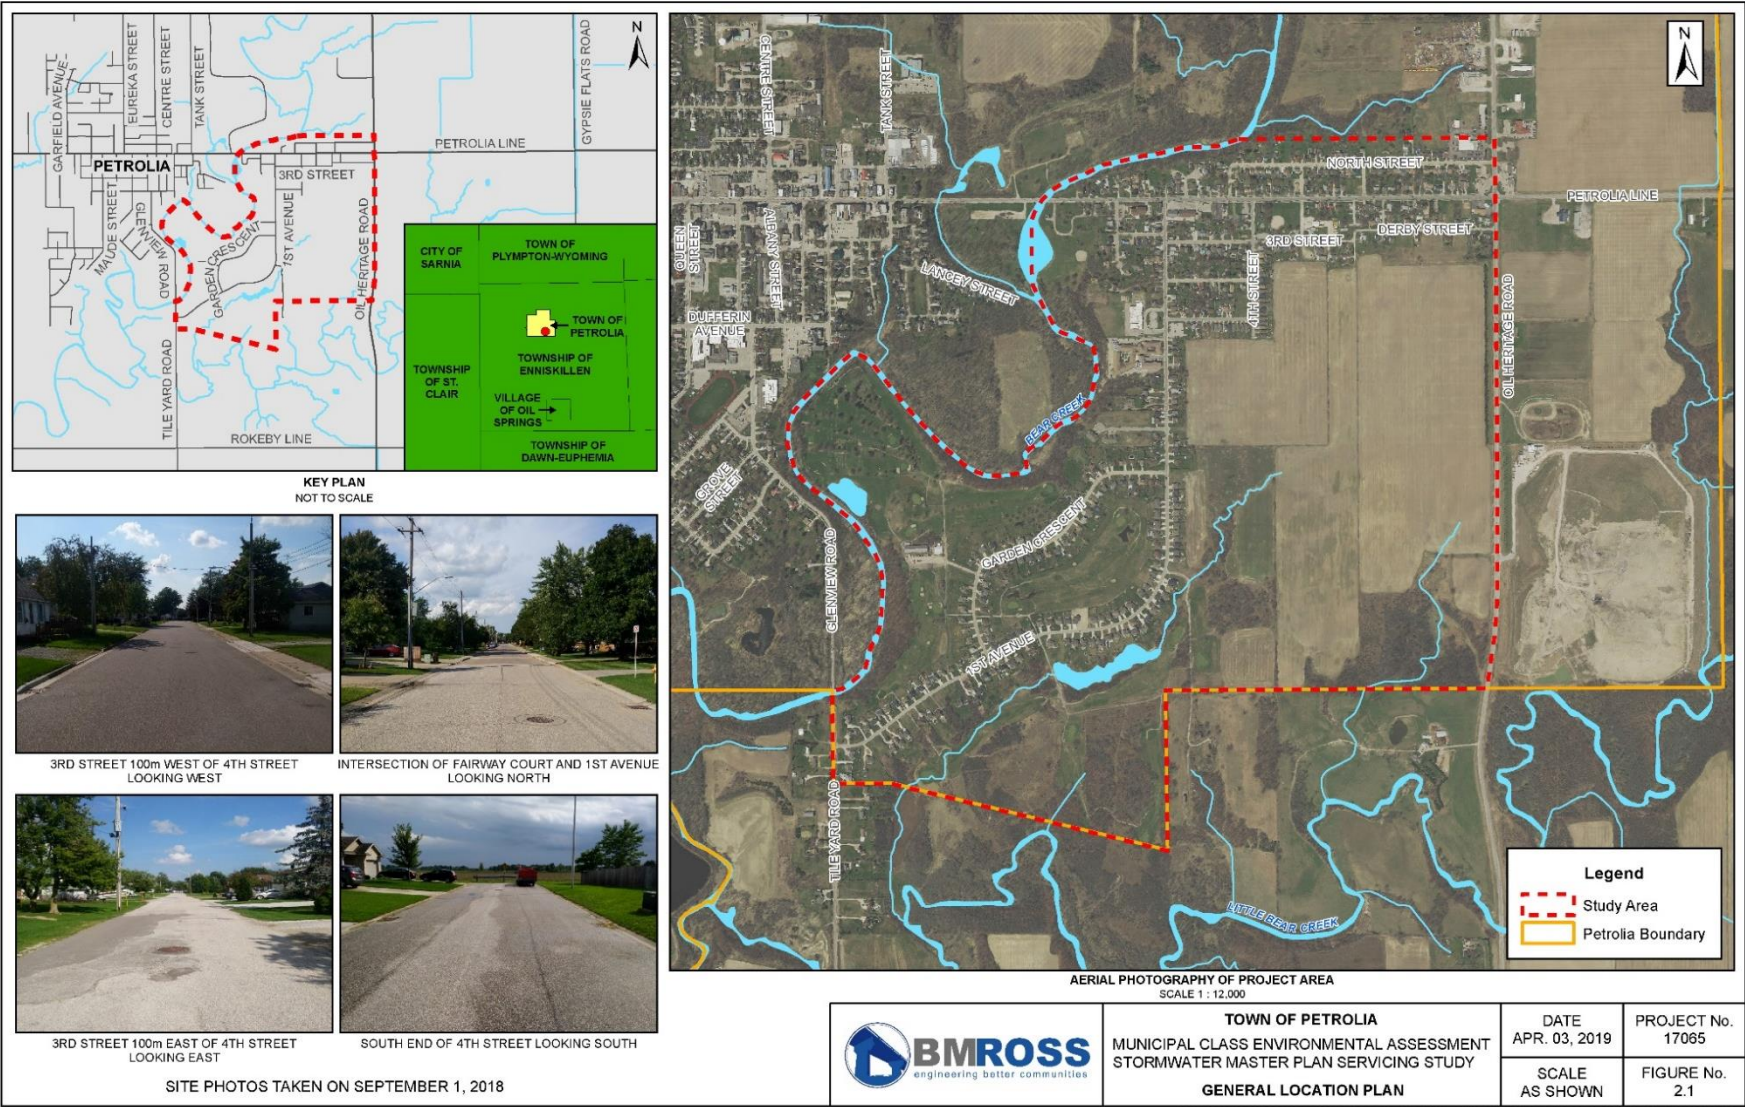 N
GARFIELD AVENUE
EUREKA STREET
CENTRE STREET
TANK STREET
GYPSIE FLATS ROAD
PETROLIA LINE
PETROLIA
3RD STREET
MAUDE STREET
GLENVIEW ROAD
GARDEN CRESCENT
1ST AVENUE
OIL HERITAGE ROAD
TILE YARD ROAD
ROKEBY LINE
CITY OF
SARNIA
TOWN OF
PLYMPTON-WYOMING
TOWN OF
PETROLIA
TOWNSHIP OF
ENNISKILLEN
TOWNSHIP
OF ST.
CLAIR
VILLAGE
OF OIL
SPRINGS
TOWNSHIP OF
DAWN-EUPHEMIA
KEY PLAN
NOT TO SCALE
3RD STREET 100m WEST OF 4TH STREET
LOOKING WEST
INTERSECTION OF FAIRWAY COURT AND 1ST AVENUE
LOOKING NORTH
3RD STREET 100m EAST OF 4TH STREET
LOOKING EAST
SOUTH END OF 4TH STREET LOOKING SOUTH
SITE PHOTOS TAKEN ON SEPTEMBER 1, 2018
N
CENTRE STREET
TANK STREET
NORTH STREET
PETROLIA LINE
QUEEN
STREET
ALBANY STREET
3RD STREET
DERBY STREET
LANCEY STREET
4TH STREET
DUFFERIN
AVENUE
OIL HERITAGE ROAD
BEAR CREEK
GROVE
STREET
GARDEN CRESCENT
GLENVIEW ROAD
1ST AVENUE
TILE YARD ROAD
LITTLE BEAR CREEK
Legend
Study Area
Petrolia Boundary
AERIAL PHOTOGRAPHY OF PROJECT AREA
SCALE 1 : 12,000
BMROSS
engineering better communities
TOWN OF PETROLIA
MUNICIPAL CLASS ENVIRONMENTAL ASSESSMENT
STORMWATER MASTER PLAN SERVICING STUDY
GENERAL LOCATION PLAN
DATE
APR. 03, 2019
PROJECT No.
17065
SCALE
AS SHOWN
FIGURE No.
2.1